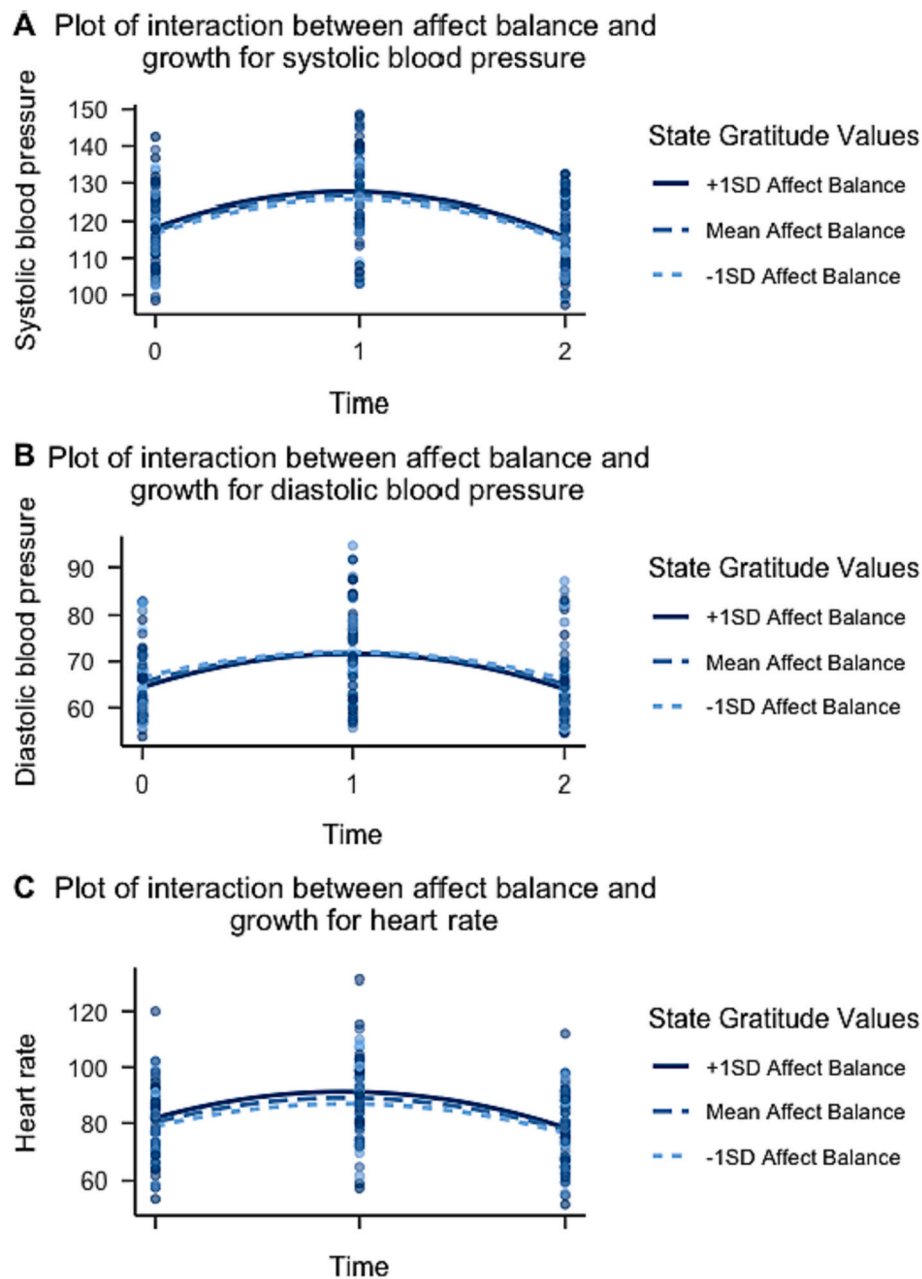 A Plot of interaction between affect balance and
growth for systolic blood pressure
Systolic blood pressure
150
140
130
120
110
100
0 1 2
Time
State Gratitude Values
+1SD Affect Balance
Mean Affect Balance
-1SD Affect Balance
B Plot of interaction between affect balance and
growth for diastolic blood pressure
Diastolic blood pressure
90
80
70
60
0 1 2
Time
State Gratitude Values
+1SD Affect Balance
Mean Affect Balance
-1SD Affect Balance
C Plot of interaction between affect balance and
growth for heart rate
Heart rate
120
100
80
60
Time
State Gratitude Values
+1SD Affect Balance
Mean Affect Balance
-1SD Affect Balance